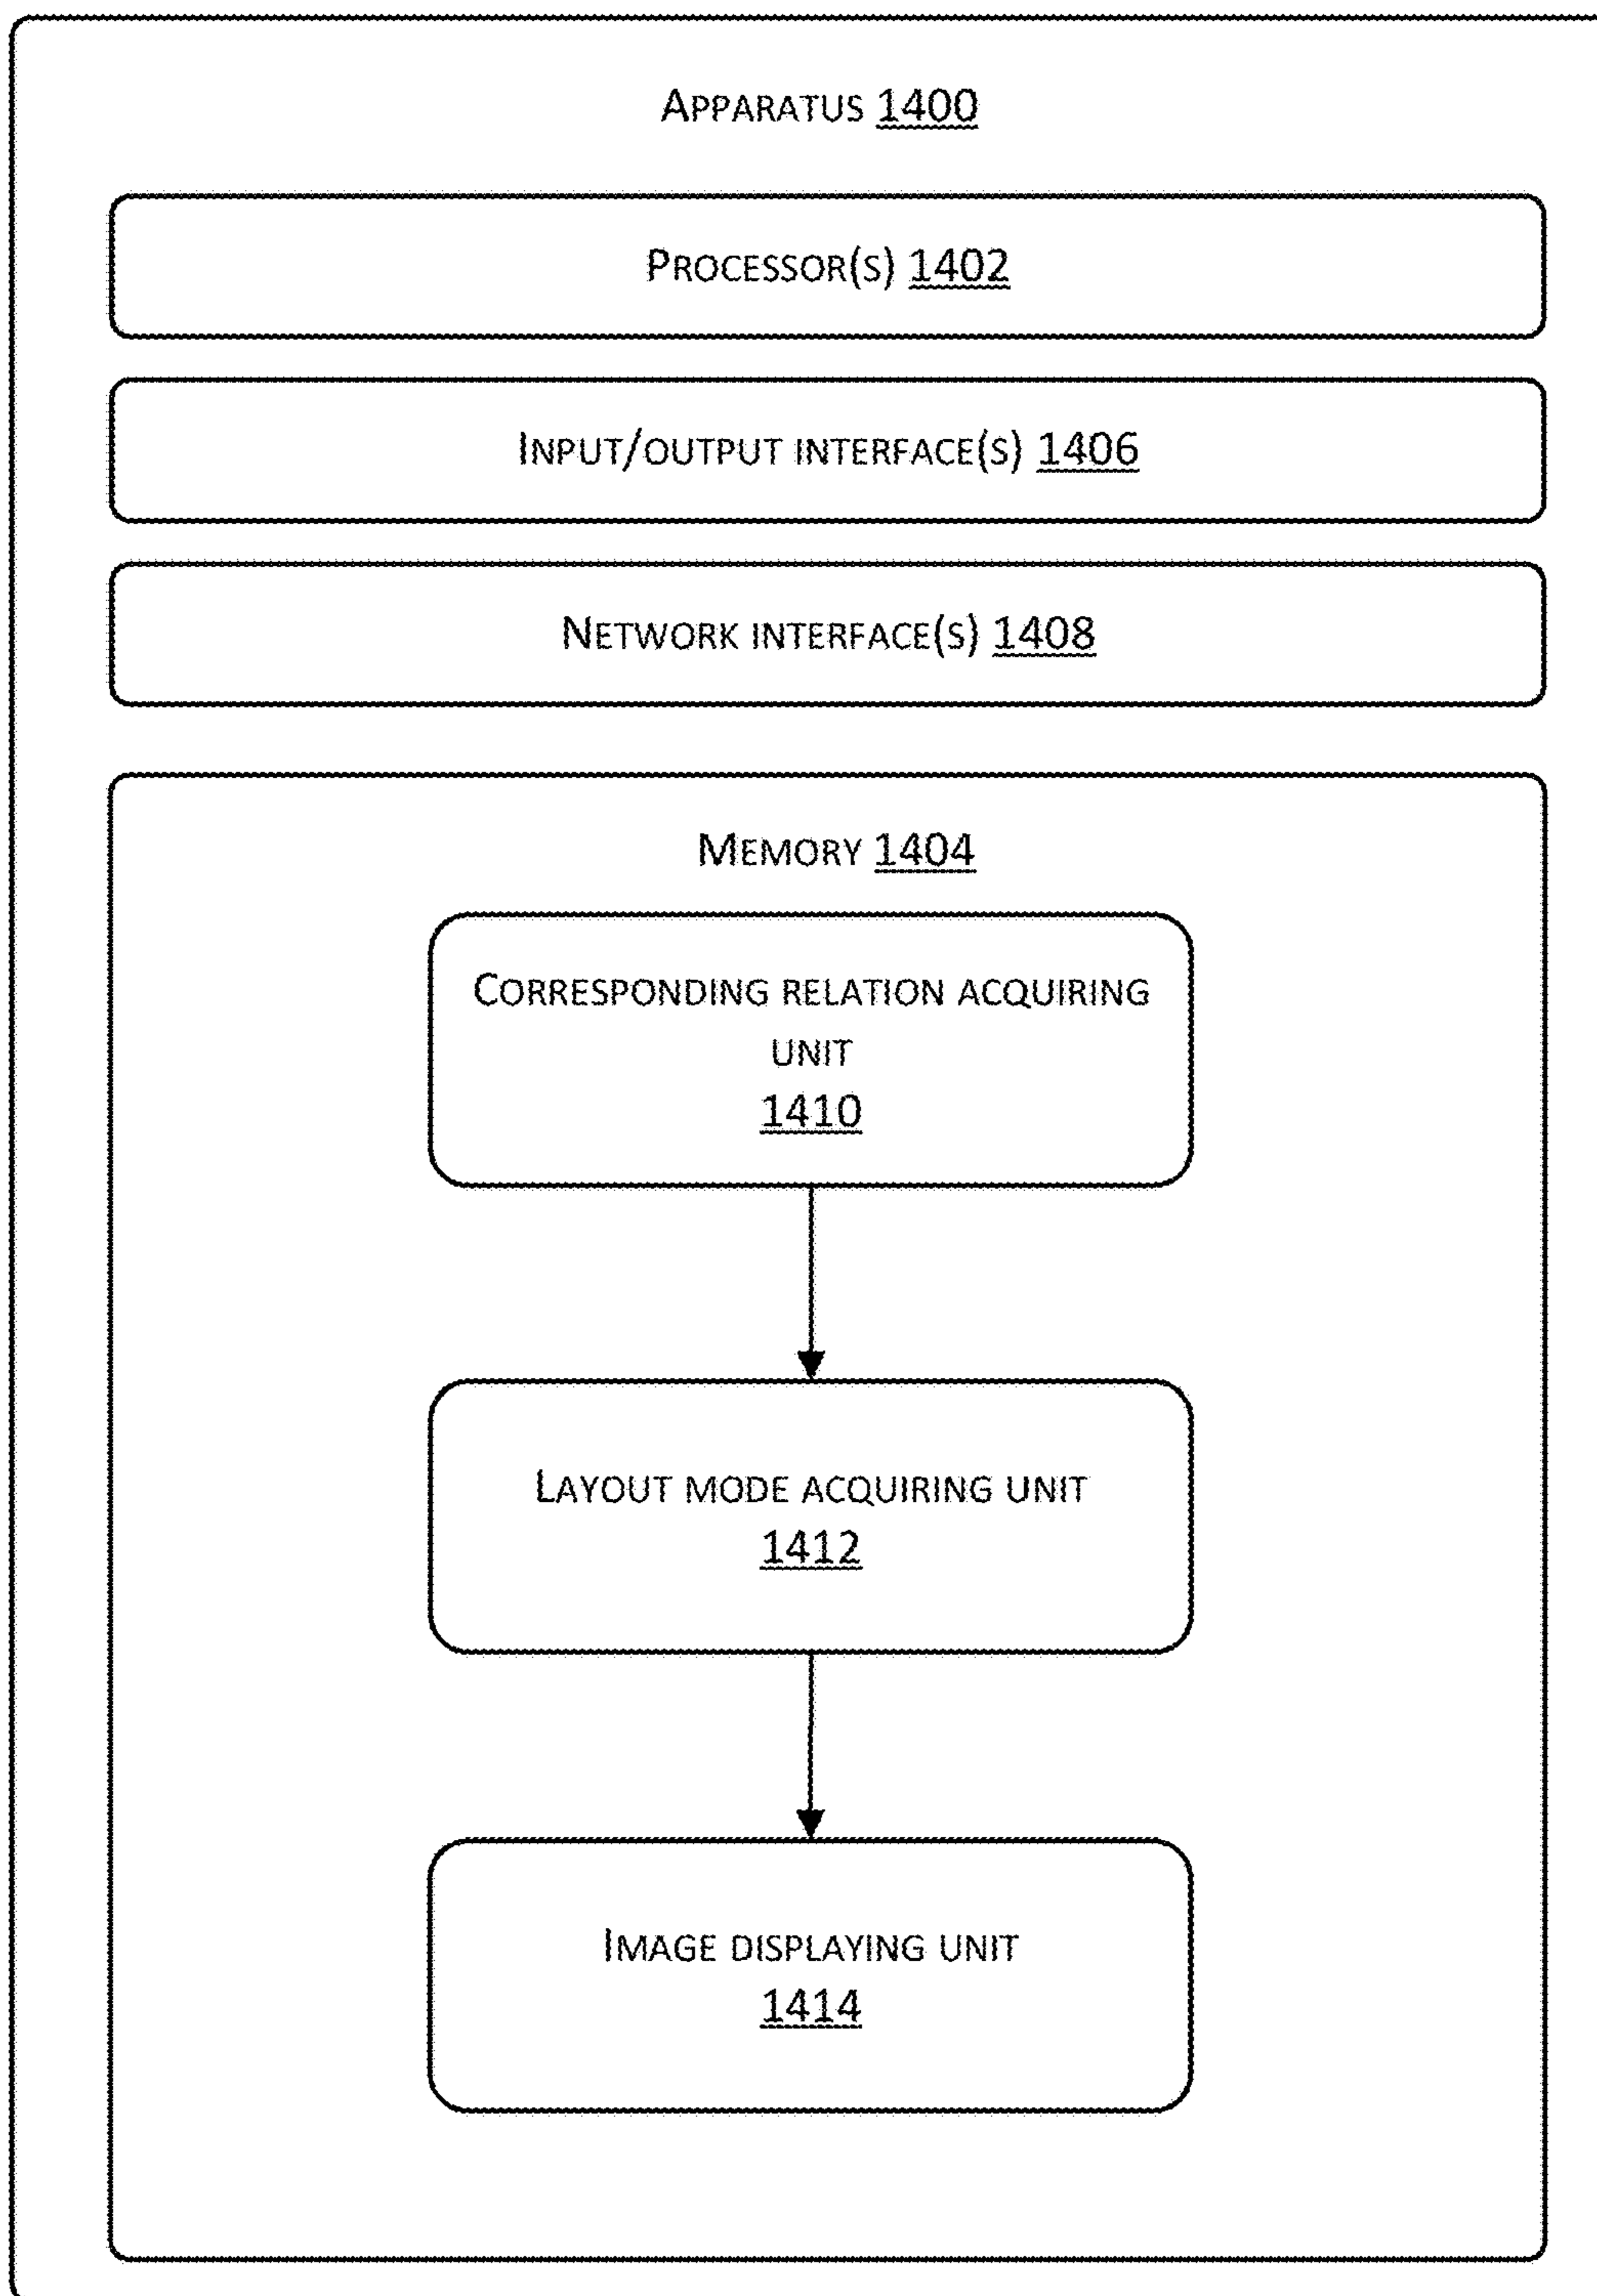 APPARATUS 1400
PROCESSOR(S) 1402
INPUT/OUTPUT INTERFACE(S) 1406
NETWORK INTERFACE(S) 1408
MEMORY 1404
CORRESPONDING RELATION ACQUIRING
UNIT
1410
LAYOUT MODE ACQUIRING UNIT
1412
IMAGE DISPLAYING UNIT
1414